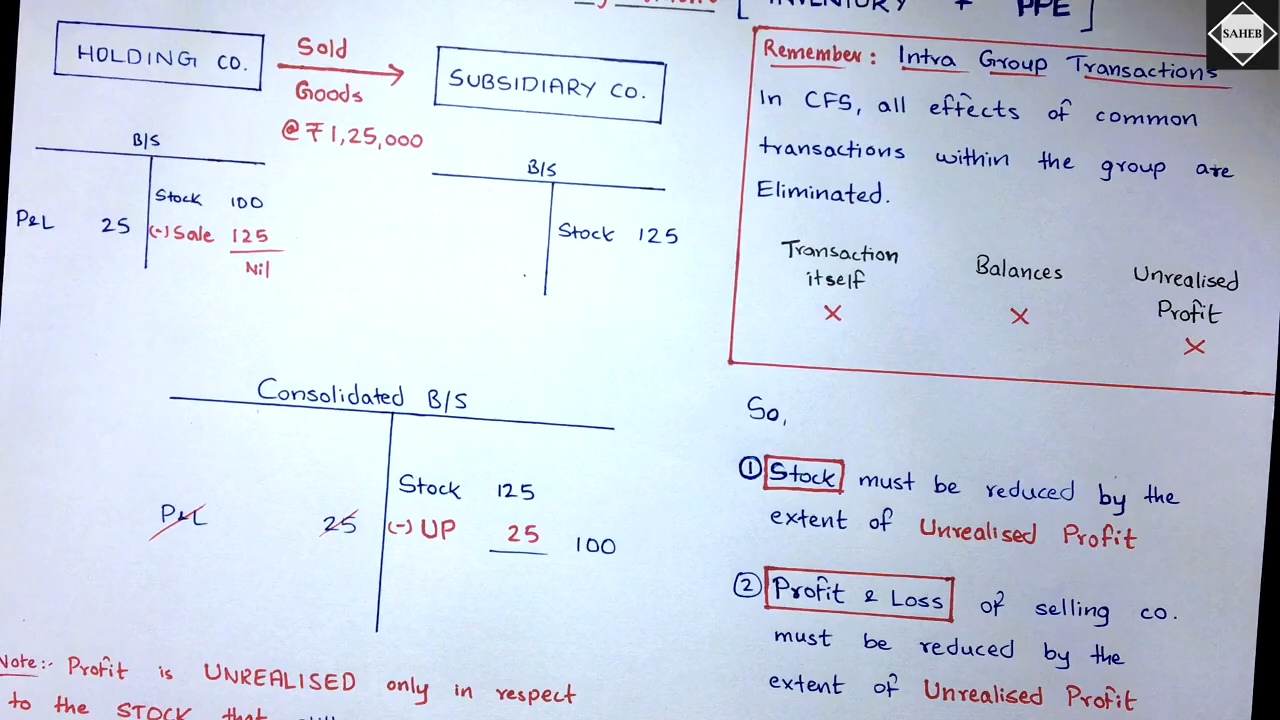 [ INVENTORY + PPE ]
SAHEB
HOLDING CO.
Sold
Goods
@ ₹1,25,000
SUBSIDIARY CO.
B/S
Stock 100
P&L 25 (-) Sale 125
Nil
B/S
Stock 125
Remember: Intra Group Transactions
In CFS, all effects of common
transactions within the group are
Eliminated.
Transaction
itself
×
Balances
×
Unrealised
Profit
×
Consolidated B/S
Stock 125
P&L 25 (-) UP 25 100
So,
① Stock must be reduced by the
extent of Unrealised Profit
② Profit & Loss of selling co.
must be reduced by the
extent of Unrealised Profit
Note:- Profit is UNREALISED only in respect
to the STOCK that